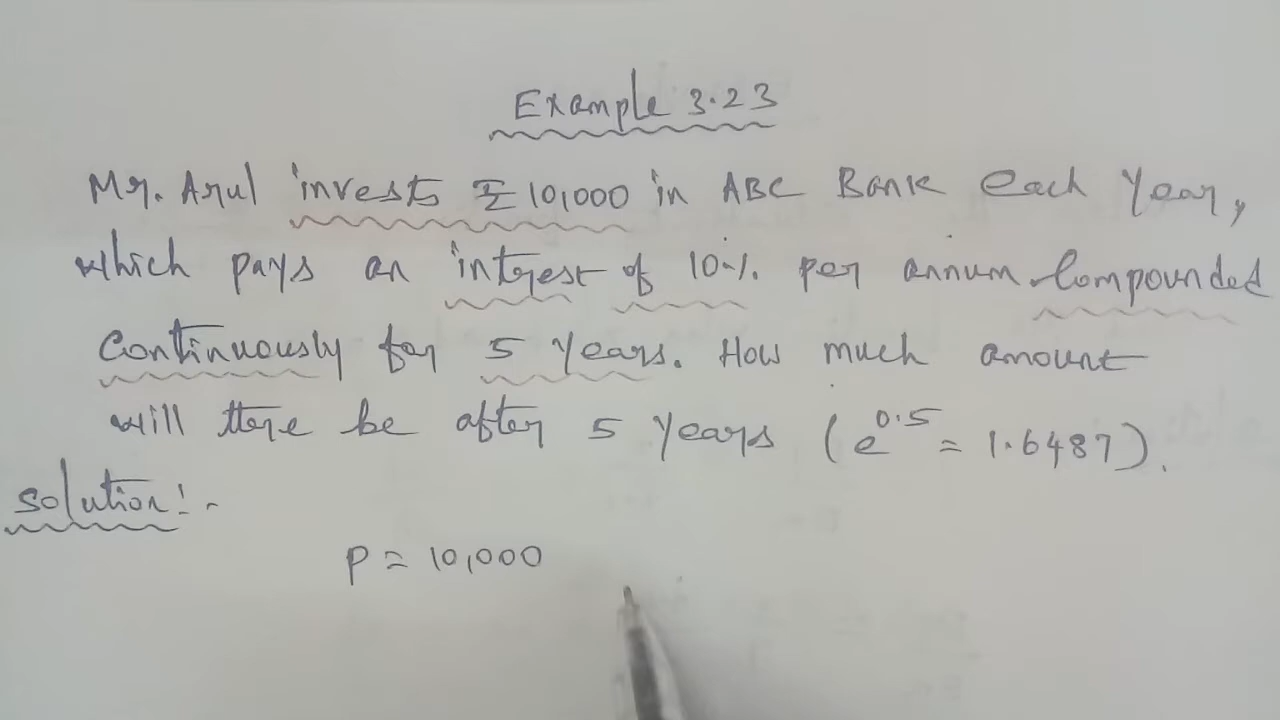 Example 3.23
Mr. Arul invests ₹ 10,000 in ABC Bank each year,
which pays an interest of 10% per annum compounded
continuously for 5 years. How much amount
will there be after 5 years (e^0.5 = 1.6487).
Solution:-
P = 10,000